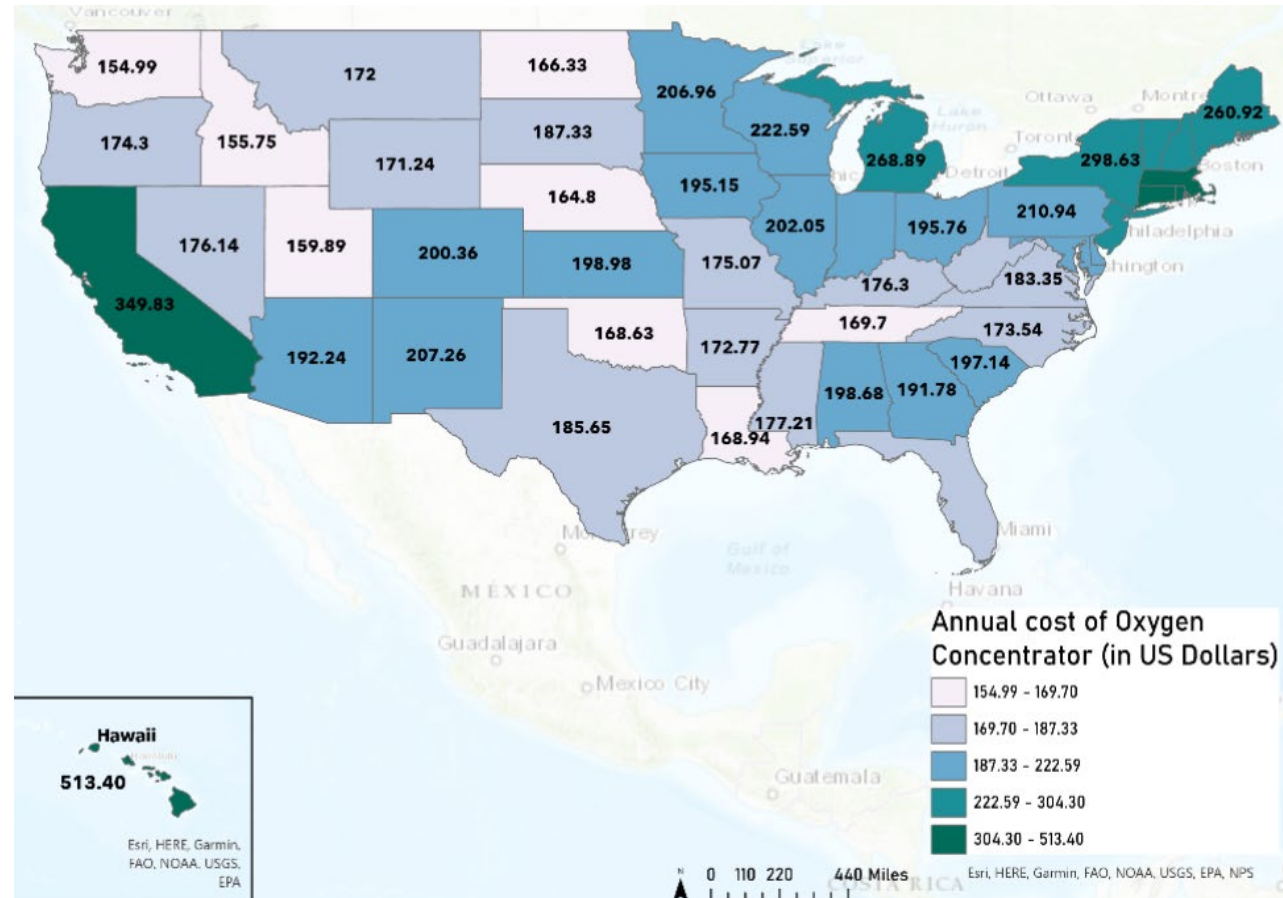 Vancouver
154.99
172
166.33
206.96
Lake
Superior
Ottawa
260.92
174.3
155.75
171.24
187.33
222.59
Lake
Huron
Toronto
268.89
Detroit
298.63
Boston
195.15
164.8
202.05
195.76
210.94
176.14
159.89
200.36
198.98
175.07
176.3
183.35
349.83
192.24
207.26
168.63
172.77
169.7
173.54
197.14
198.68
191.78
185.65
168.94
177.21
Miami
Gulf of
Mexico
MÉXICO
Havana
Guadalajara
Mexico City
Guatemala
COSTA RICA
Annual cost of Oxygen
Concentrator (in US Dollars)
154.99 - 169.70
169.70 - 187.33
187.33 - 222.59
222.59 - 304.30
304.30 - 513.40
Hawaii
513.40
Esri, HERE, Garmin,
FAO, NOAA. USGS,
EPA
N
0 110 220 440 Miles
Esri, HERE, Garmin, FAO, NOAA, USGS, EPA, NPS